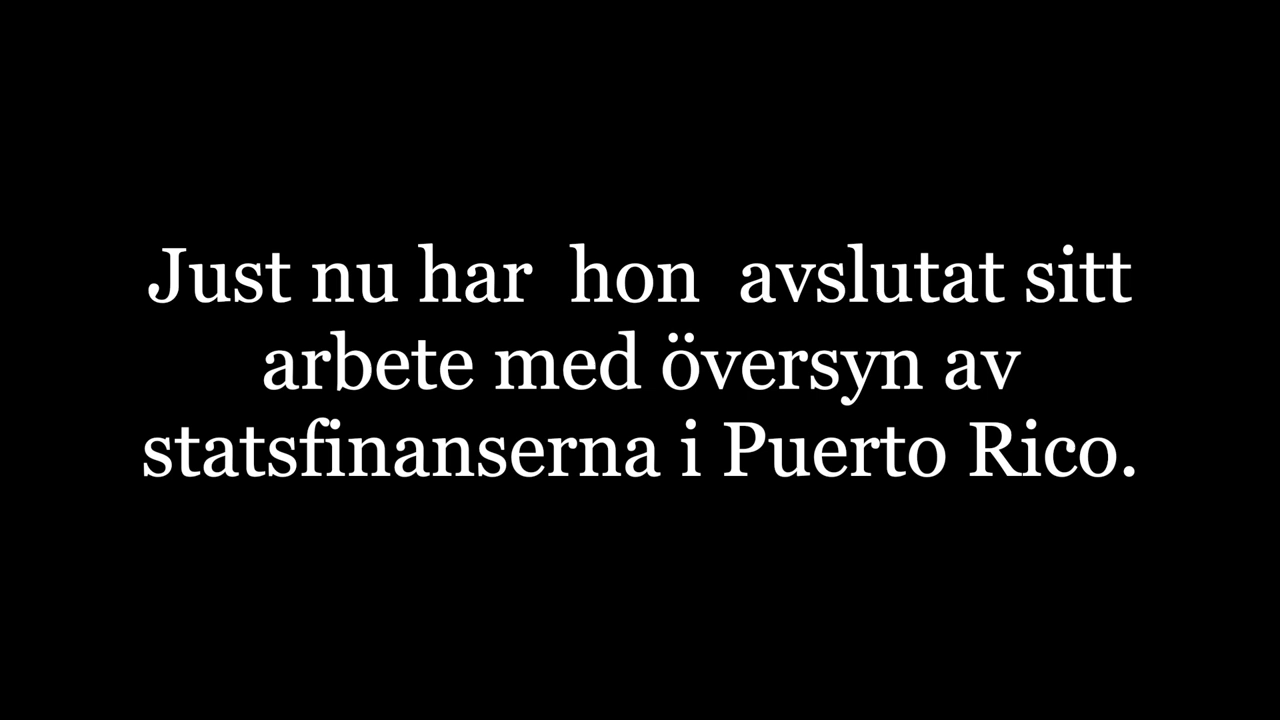 Just nu har  hon  avslutat sitt
arbete med översyn av
statsfinanserna i Puerto Rico.